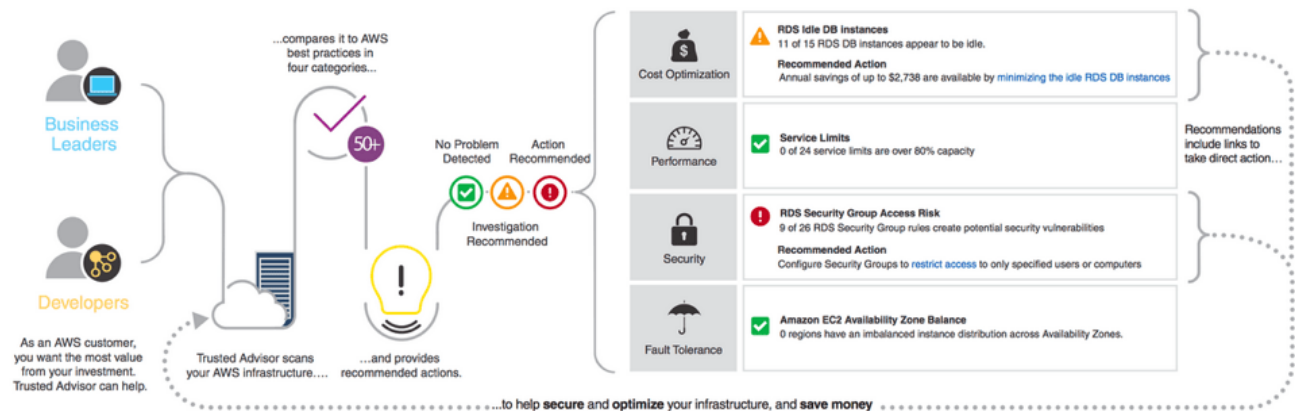 Business
Leaders
Developers
As an AWS customer,
you want the most value
from your investment.
Trusted Advisor can help.
Trusted Advisor scans
your AWS infrastructure....
...compares it to AWS
best practices in
four categories...
50+
...and provides
recommended actions.
No Problem
Detected
Action
Recommended
Investigation
Recommended
Cost Optimization
RDS Idle DB Instances
11 of 15 RDS DB instances appear to be idle.
Recommended Action
Annual savings of up to $2,738 are available by minimizing the idle RDS DB instances
Performance
Service Limits
0 of 24 service limits are over 80% capacity
Security
RDS Security Group Access Risk
9 of 26 RDS Security Group rules create potential security vulnerabilities
Recommended Action
Configure Security Groups to restrict access to only specified users or computers
Fault Tolerance
Amazon EC2 Availability Zone Balance
0 regions have an imbalanced instance distribution across Availability Zones.
Recommendations
include links to
take direct action...
...to help secure and optimize your infrastructure, and save money